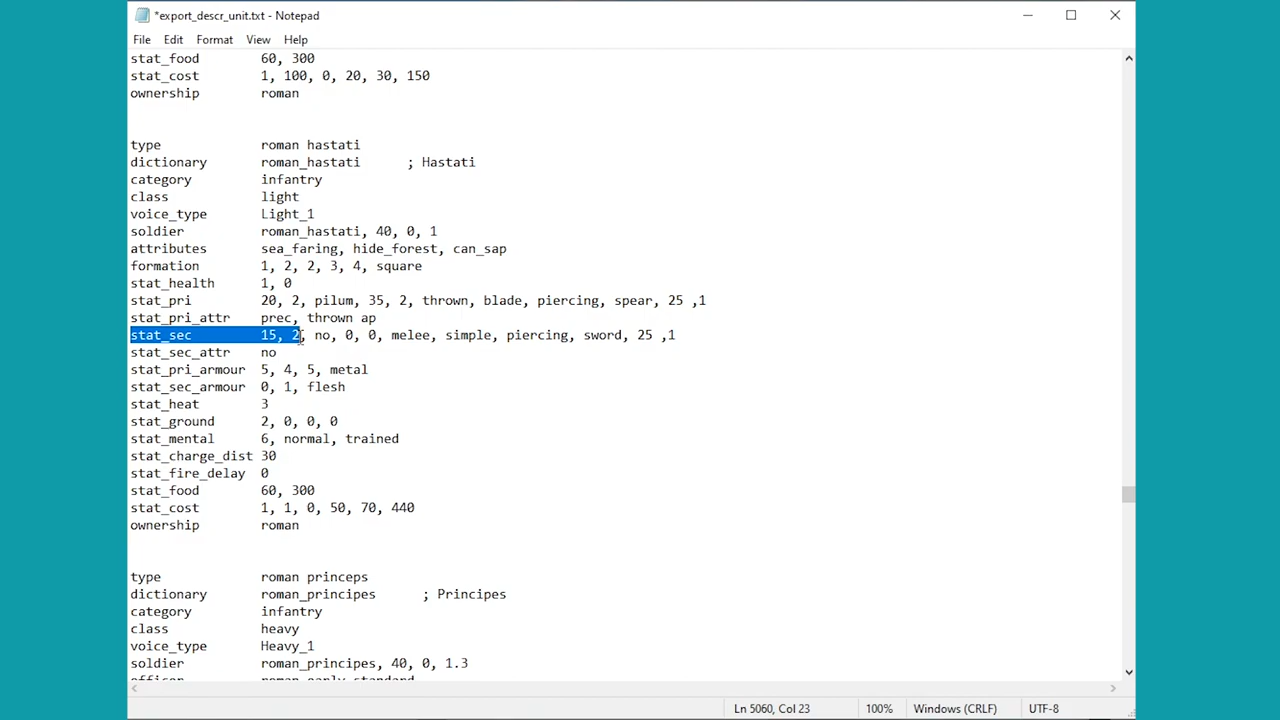 *export_descr_unit.txt - Notepad
File Edit Format View Help
stat_food 60, 300
stat_cost 1, 100, 0, 20, 30, 150
ownership roman
type roman hastati
dictionary roman_hastati ; Hastati
category infantry
class light
voice_type Light_1
soldier roman_hastati, 40, 0, 1
attributes sea_faring, hide_forest, can_sap
formation 1, 2, 2, 3, 4, square
stat_health 1, 0
stat_pri 20, 2, pilum, 35, 2, thrown, blade, piercing, spear, 25 ,1
stat_pri_attr prec, thrown ap
stat_sec 15, 2, no, 0, 0, melee, simple, piercing, sword, 25 ,1
stat_sec_attr no
stat_pri_armour 5, 4, 5, metal
stat_sec_armour 0, 1, flesh
stat_heat 3
stat_ground 2, 0, 0, 0
stat_mental 6, normal, trained
stat_charge_dist 30
stat_fire_delay 0
stat_food 60, 300
stat_cost 1, 1, 0, 50, 70, 440
ownership roman
type roman princeps
dictionary roman_principes ; Principes
category infantry
class heavy
voice_type Heavy_1
soldier roman_principes, 40, 0, 1.3
officer roman_early_standard
Ln 5060, Col 23 100% Windows (CRLF) UTF-8